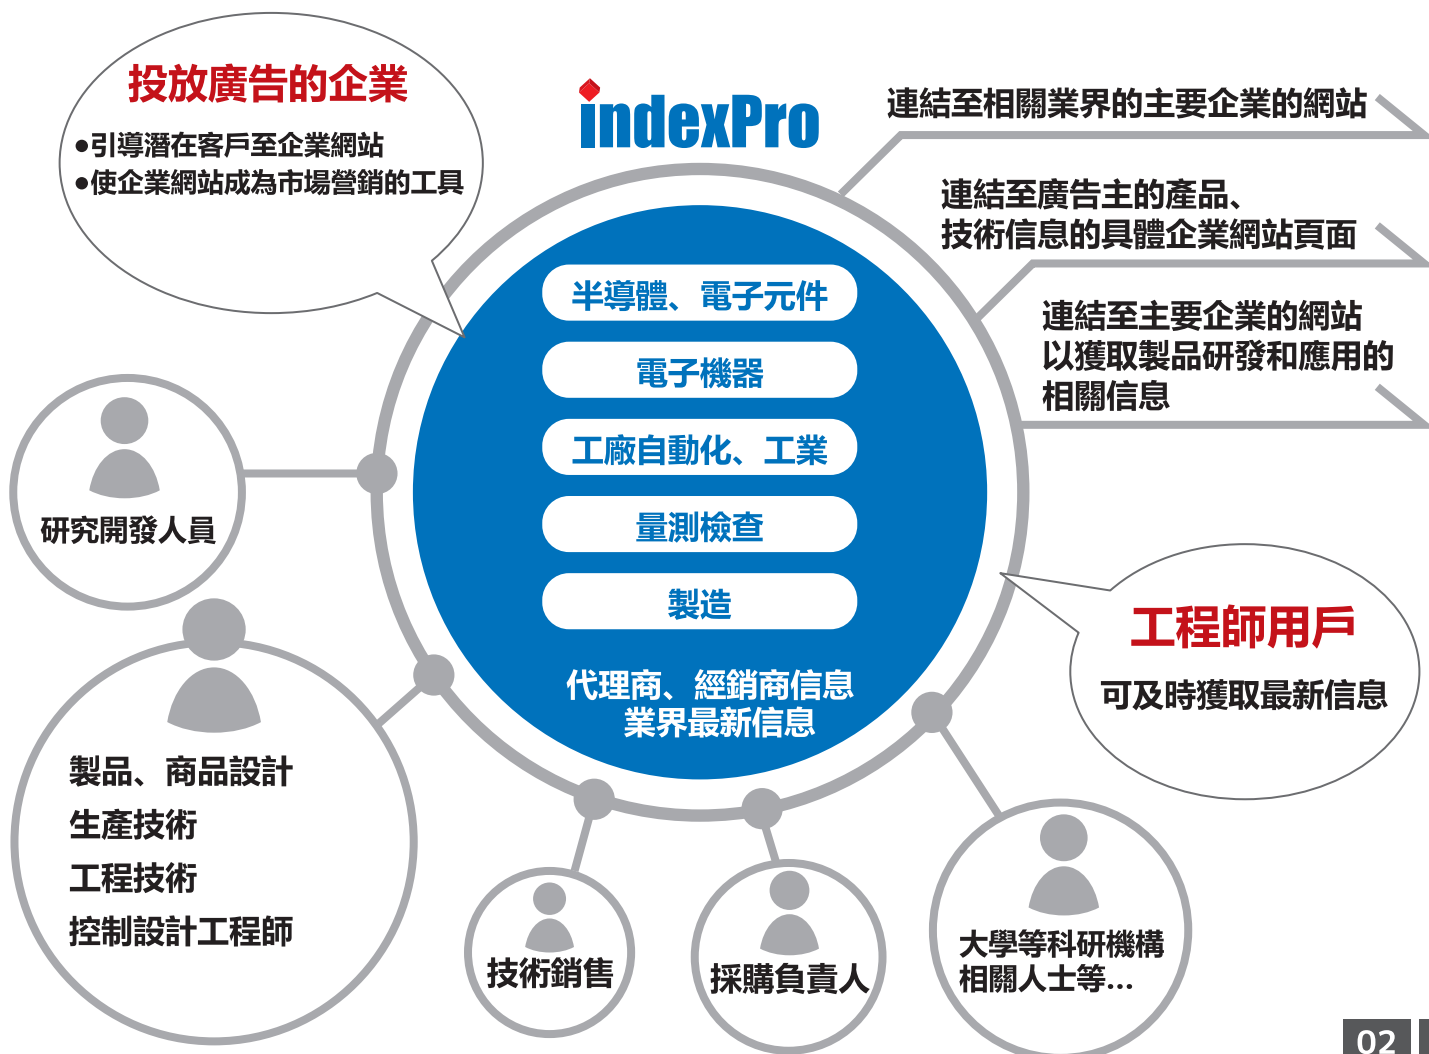 投放廣告的企業
●引導潛在客戶至企業網站
●使企業網站成為市場營銷的工具
indexPro
連結至相關業界的主要企業的網站
連結至廣告主的產品、
技術信息的具體企業網站頁面
連結至主要企業的網站
以獲取製品研發和應用的
相關信息
半導體、電子元件
電子機器
工廠自動化、工業
量測檢查
製造
代理商、經銷商信息
業界最新信息
研究開發人員
工程師用戶
可及時獲取最新信息
製品、商品設計
生產技術
工程技術
控制設計工程師
技術銷售
採購負責人
大學等科研機構
相關人士等...
02